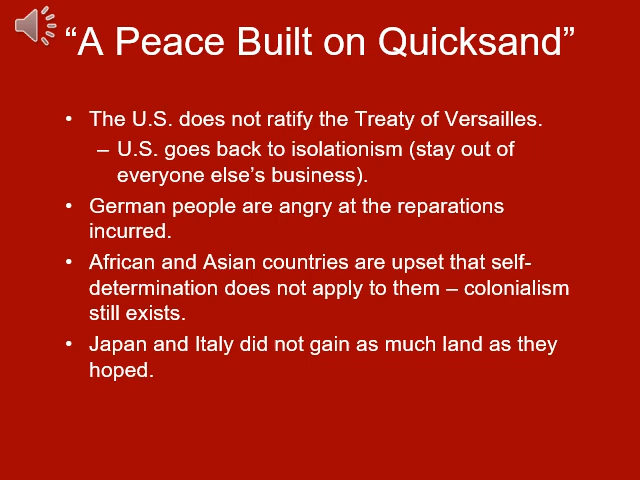 “A Peace Built on Quicksand”
• The U.S. does not ratify the Treaty of Versailles.
– U.S. goes back to isolationism (stay out of
everyone else’s business).
• German people are angry at the reparations
incurred.
• African and Asian countries are upset that self-
determination does not apply to them – colonialism
still exists.
• Japan and Italy did not gain as much land as they
hoped.